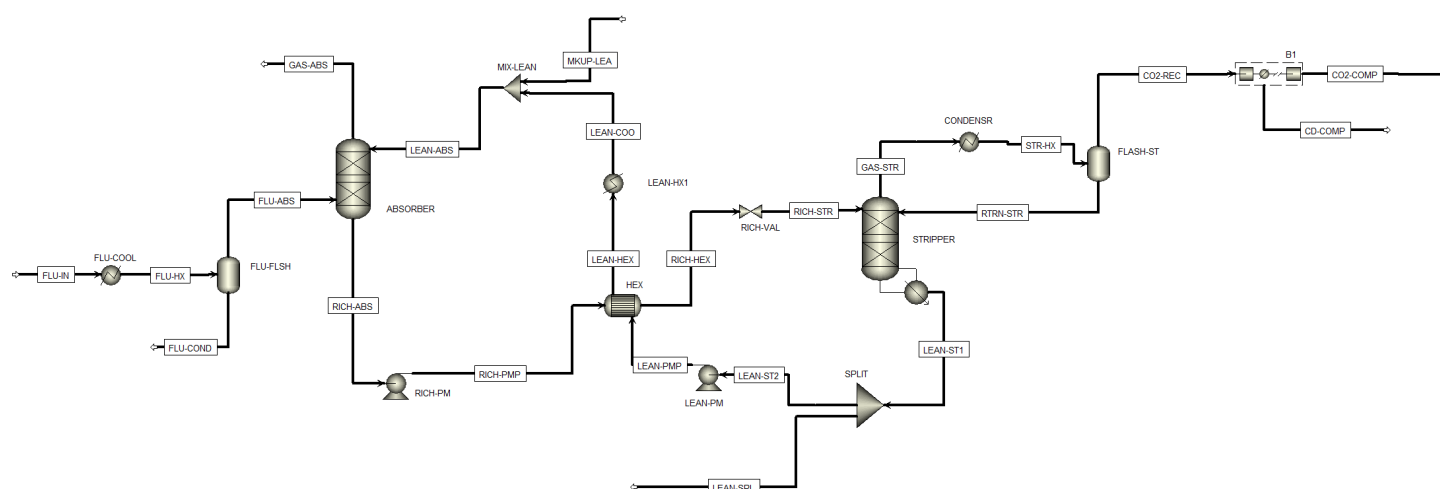 B1
MKUP-LEA
GAS-ABS
MIX-LEAN
CO2-REC
CO2-COMP
CONDENSR
LEAN-COO
CD-COMP
LEAN-ABS
STR-HX
FLASH-ST
GAS-STR
LEAN-HX1
FLU-ABS
ABSORBER
RICH-STR
RTRN-STR
RICH-VAL
STRIPPER
FLU-COOL
LEAN-HEX
RICH-HEX
FLU-IN
FLU-HX
FLU-FLSH
HEX
RICH-ABS
FLU-COND
LEAN-ST1
LEAN-PMP
RICH-PMP
LEAN-ST2
SPLIT
RICH-PM
LEAN-PM
LEAN-SPL